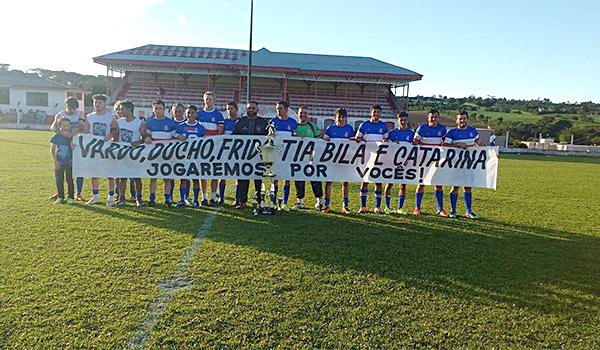 VARDO, DUCHO, FRIDA TIA BILA E CATARINA
JOGAREMOS POR VOCÊS!